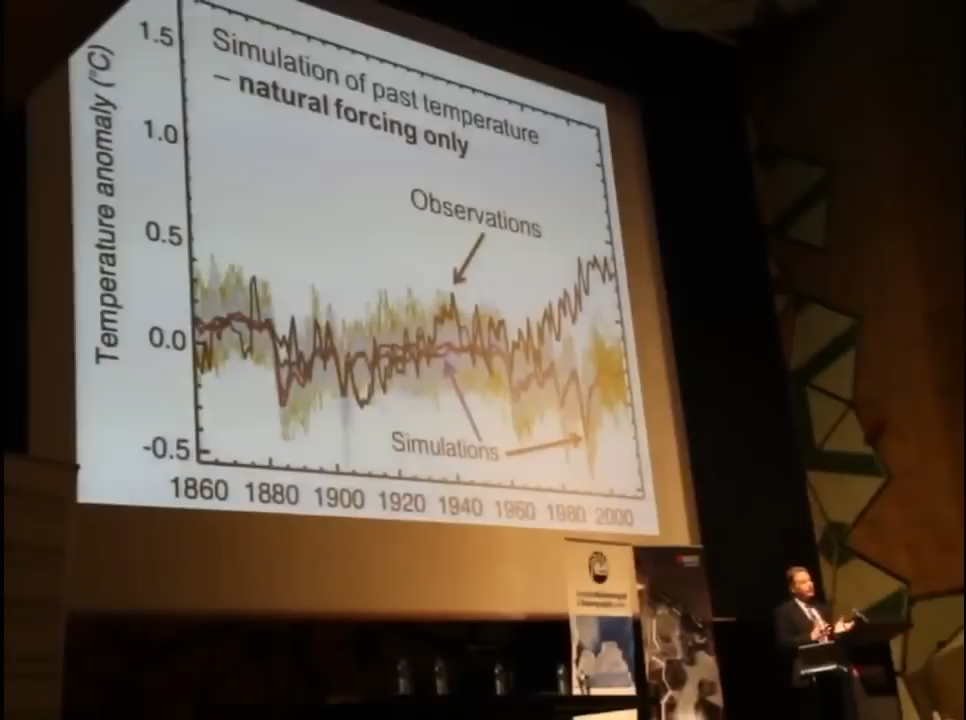 Simulation of past temperature
– natural forcing only
Observations
Simulations
Temperature anomaly (°C)
1.5
1.0
0.5
0.0
-0.5
1860 1880 1900 1920 1940 1960 1980 2000